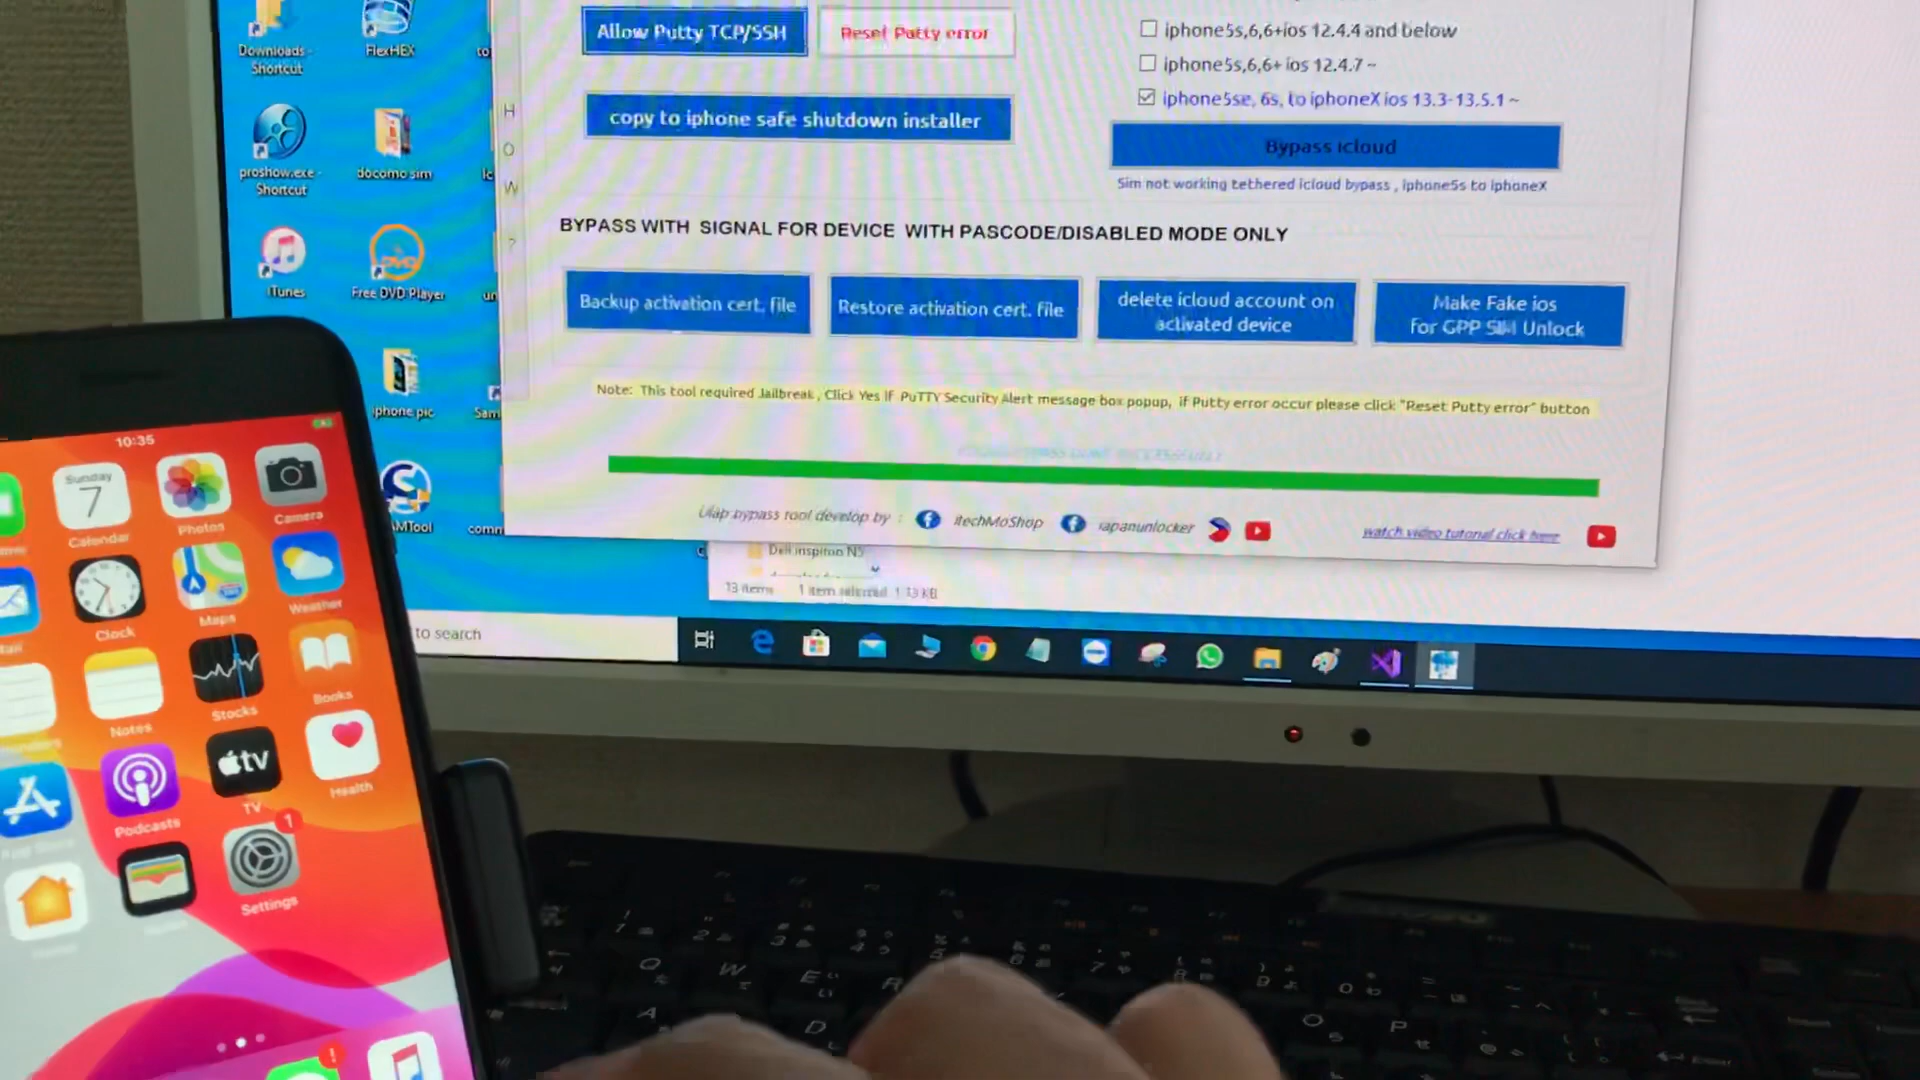 Downloads -
Shortcut
FlexHEX
to
proshow.exe -
Shortcut
docomo sim
Ic
iTunes
Free DVD Player
un
iphone pic
Sam
AMTool
comm
H
O
W
?
Allow Putty TCP/SSH
Reset Putty error
copy to iphone safe shutdown installer
iphone5s,6,6+ios 12.4.4 and below
iphone5s,6,6+ ios 12.4.7 ~
iphone5se, 6s, to iphoneX ios 13.3-13.5.1 ~
Bypass icloud
Sim not working tethered icloud bypass , iphone5s to iphoneX
BYPASS WITH SIGNAL FOR DEVICE WITH PASCODE/DISABLED MODE ONLY
Backup activation cert. file
Restore activation cert. file
delete icloud account on
activated device
Make Fake ios
for GPP SIM Unlock
Note: This tool required Jailbreak , Click Yes if PuTTY Security Alert message box popup, if Putty error occur please click "Reset Putty error" button
Ulap bypass tool develop by :
itechMoShop
iapanunlocker
watch video tutorial click here
Dell inspiron N5
13 items
1 item selected 1.13 KB
to search
10:35
Sunday
7
Calendar
Photos
Camera
Clock
Maps
Weather
Notes
Stocks
Books
Podcasts
tv
TV
Health
1
Settings
Q
W
E
R
A
D
O
P